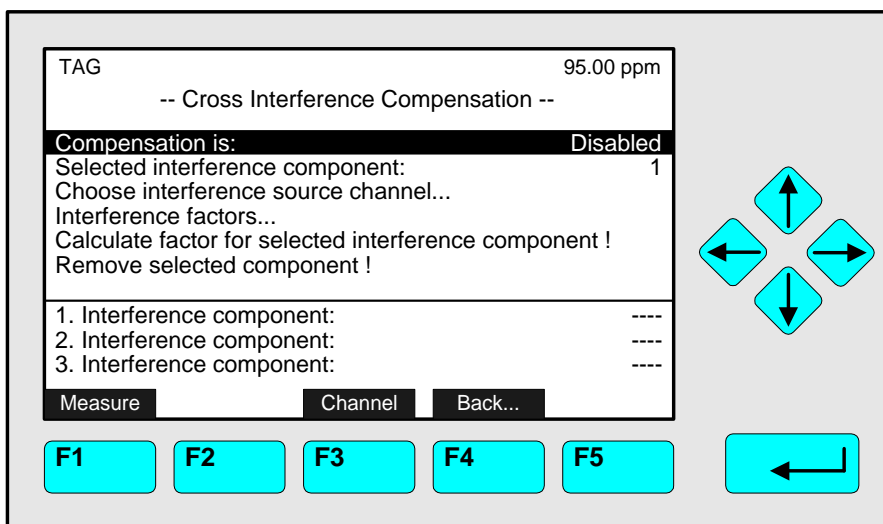 TAG 95.00 ppm
-- Cross Interference Compensation --
Compensation is: Disabled
Selected interference component: 1
Choose interference source channel...
Interference factors...
Calculate factor for selected interference component !
Remove selected component !
1. Interference component: ----
2. Interference component: ----
3. Interference component: ----
Measure Channel Back...
F1 F2 F3 F4 F5